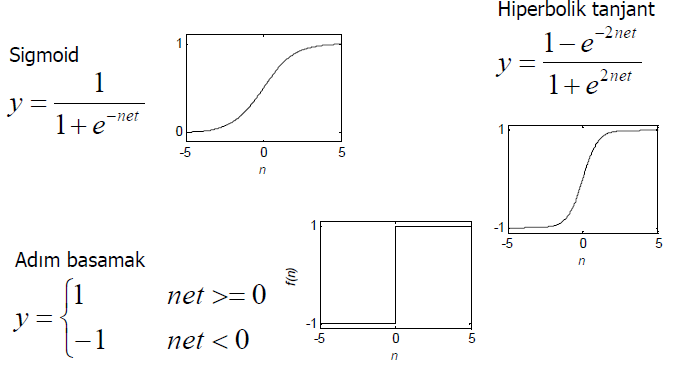 Sigmoid
y = 1 / (1 + e^{-net})
1
0
-5 0 5
n
Hiperbolik tanjant
y = (1 - e^{-2net}) / (1 + e^{2net})
1
-1
-5 0 5
n
Adım basamak
y = { 1 net >= 0
-1 net < 0
f(n)
1
-1
-5 0 5
n